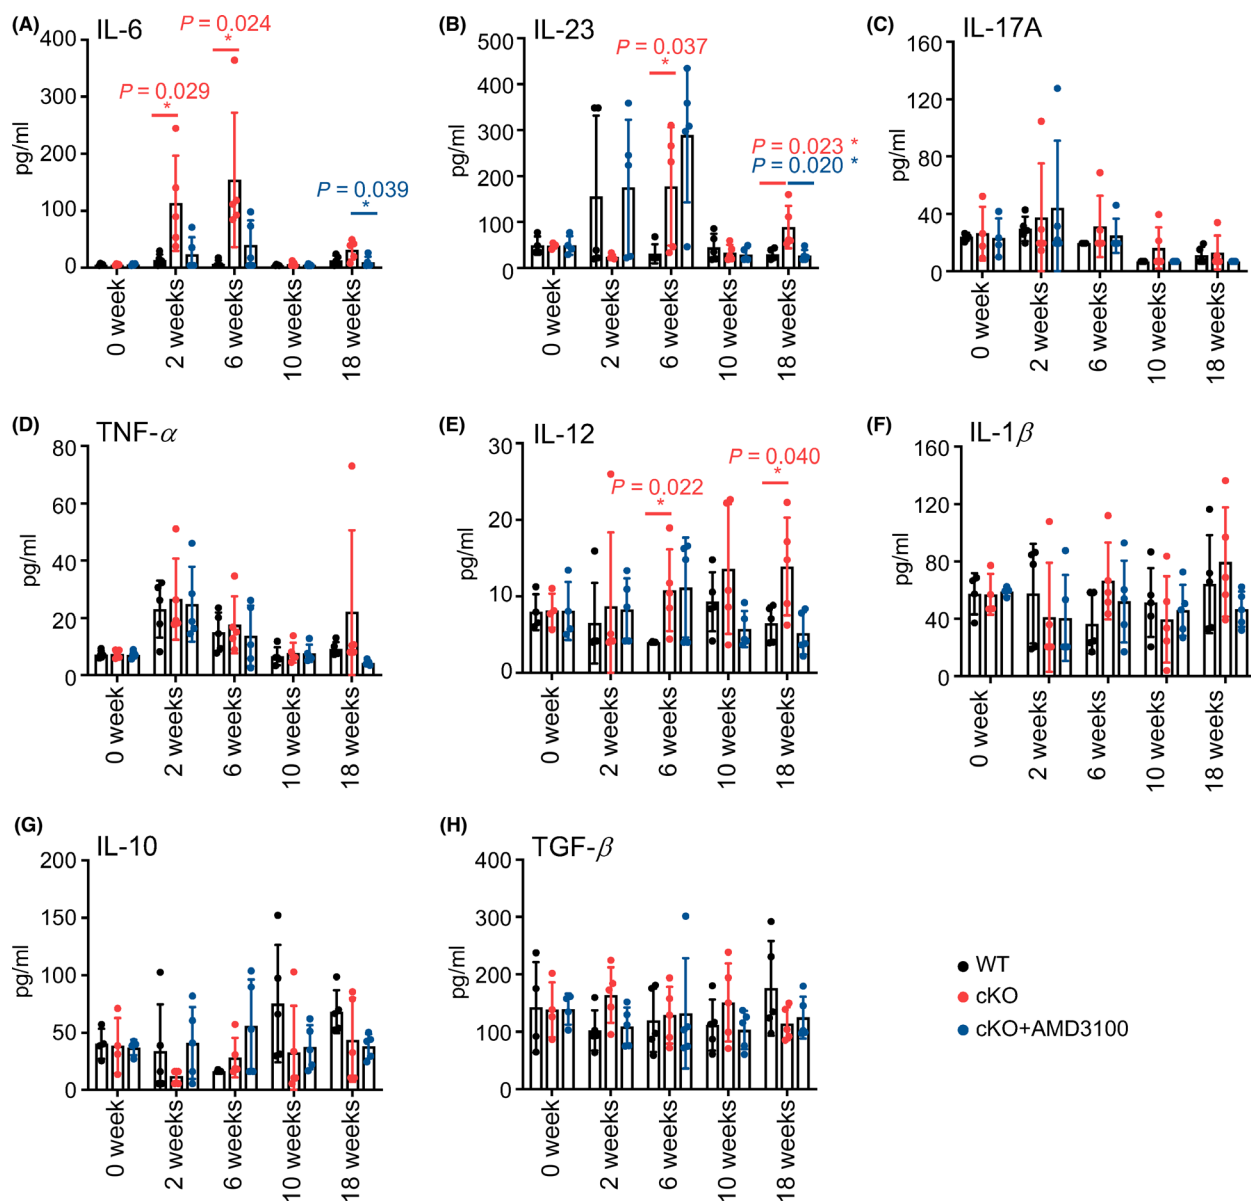 (A) IL-6
P = 0.024
*
P = 0.029
*
P = 0.039
*
pg/ml
400
300
200
100
0
0 week
2 weeks
6 weeks
10 weeks
18 weeks
(B) IL-23
P = 0.037
*
P = 0.023 *
P = 0.020 *
pg/ml
500
400
300
200
100
0
0 week
2 weeks
6 weeks
10 weeks
18 weeks
(C) IL-17A
pg/ml
160
120
80
40
0
0 week
2 weeks
6 weeks
10 weeks
18 weeks
(D) TNF-α
pg/ml
80
60
40
20
0
0 week
2 weeks
6 weeks
10 weeks
18 weeks
(E) IL-12
P = 0.022
*
P = 0.040
*
pg/ml
30
20
10
0
0 week
2 weeks
6 weeks
10 weeks
18 weeks
(F) IL-1β
pg/ml
160
120
80
40
0
0 week
2 weeks
6 weeks
10 weeks
18 weeks
(G) IL-10
pg/ml
200
150
100
50
0
0 week
2 weeks
6 weeks
10 weeks
18 weeks
(H) TGF-β
pg/ml
400
300
200
100
0
0 week
2 weeks
6 weeks
10 weeks
18 weeks
WT
cKO
cKO+AMD3100